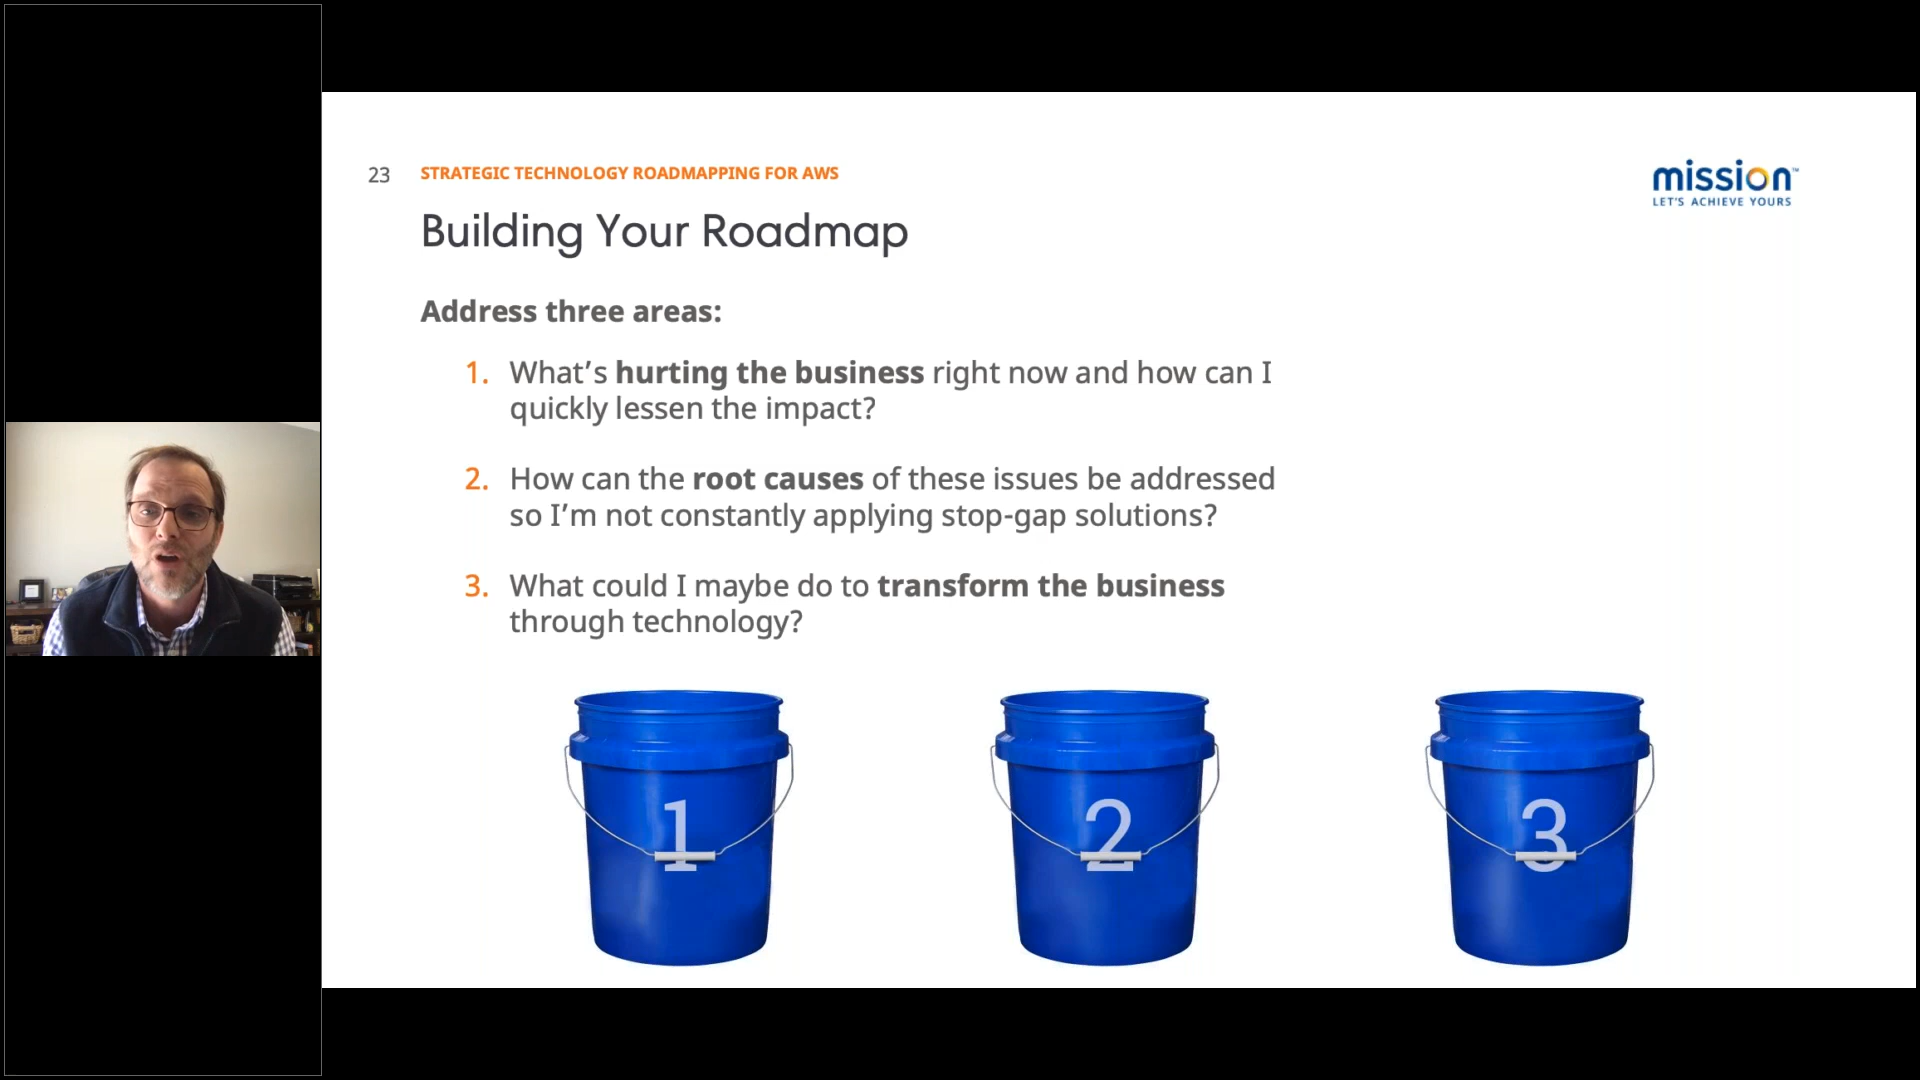 23
STRATEGIC TECHNOLOGY ROADMAPPING FOR AWS
mission™
LET'S ACHIEVE YOURS
Building Your Roadmap
Address three areas:
1. What's hurting the business right now and how can I
quickly lessen the impact?
2. How can the root causes of these issues be addressed
so I'm not constantly applying stop-gap solutions?
3. What could I maybe do to transform the business
through technology?
1
2
3